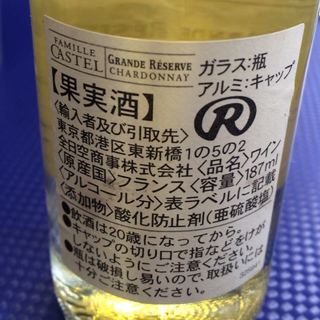 FAMILLE
CASTEL
GRANDE RÉSERVE
CHARDONNAY
ガラス:瓶
アルミ:キャップ
【果実酒】
R
<輸入者及び引取先>
東京都港区東新橋1の5の2
全日空商事株式会社<品名>ワイン
<原産国>フランス<容量>187ml
<アルコール分>表ラベルに記載
<添加物>酸化防止剤(亜硫酸塩)
●飲酒は20歳になってから。
●キャップの切り口で指などをけが
しないようにご注意ください。
●瓶は破損し易いので、取扱いには
十分ご注意ください。